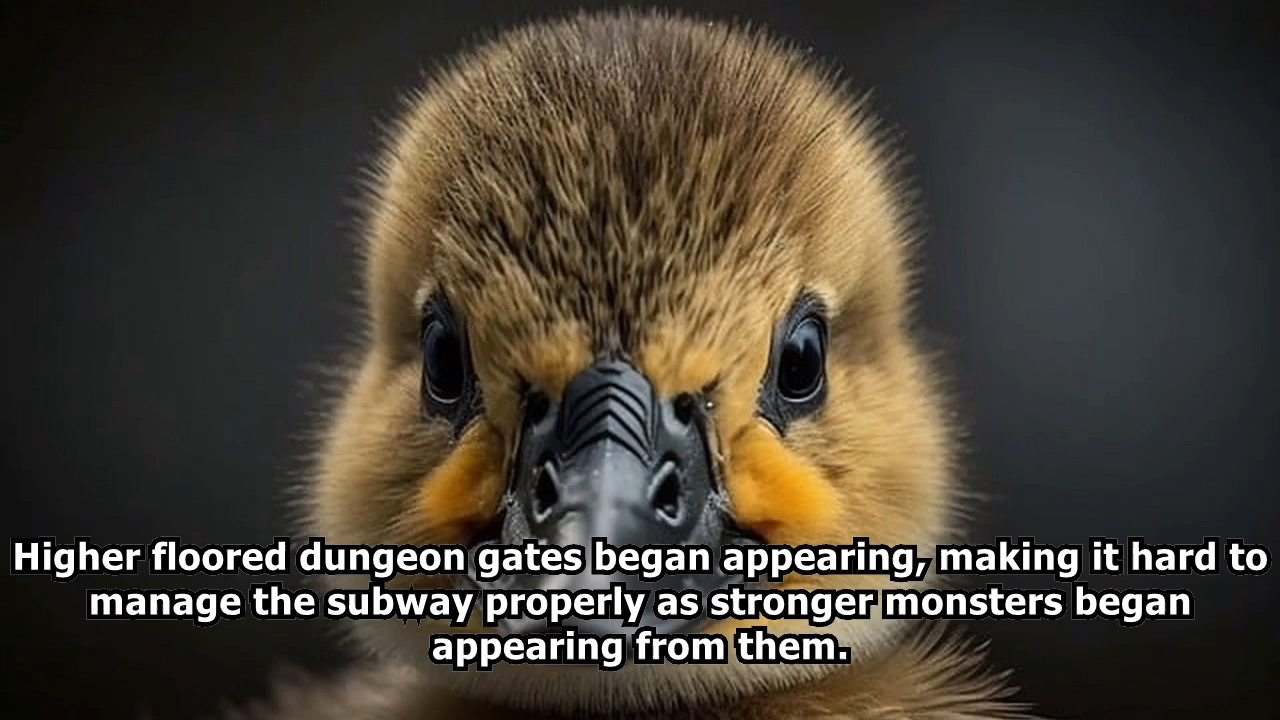 Higher floored dungeon gates began appearing, making it hard to
manage the subway properly as stronger monsters began
appearing from them.